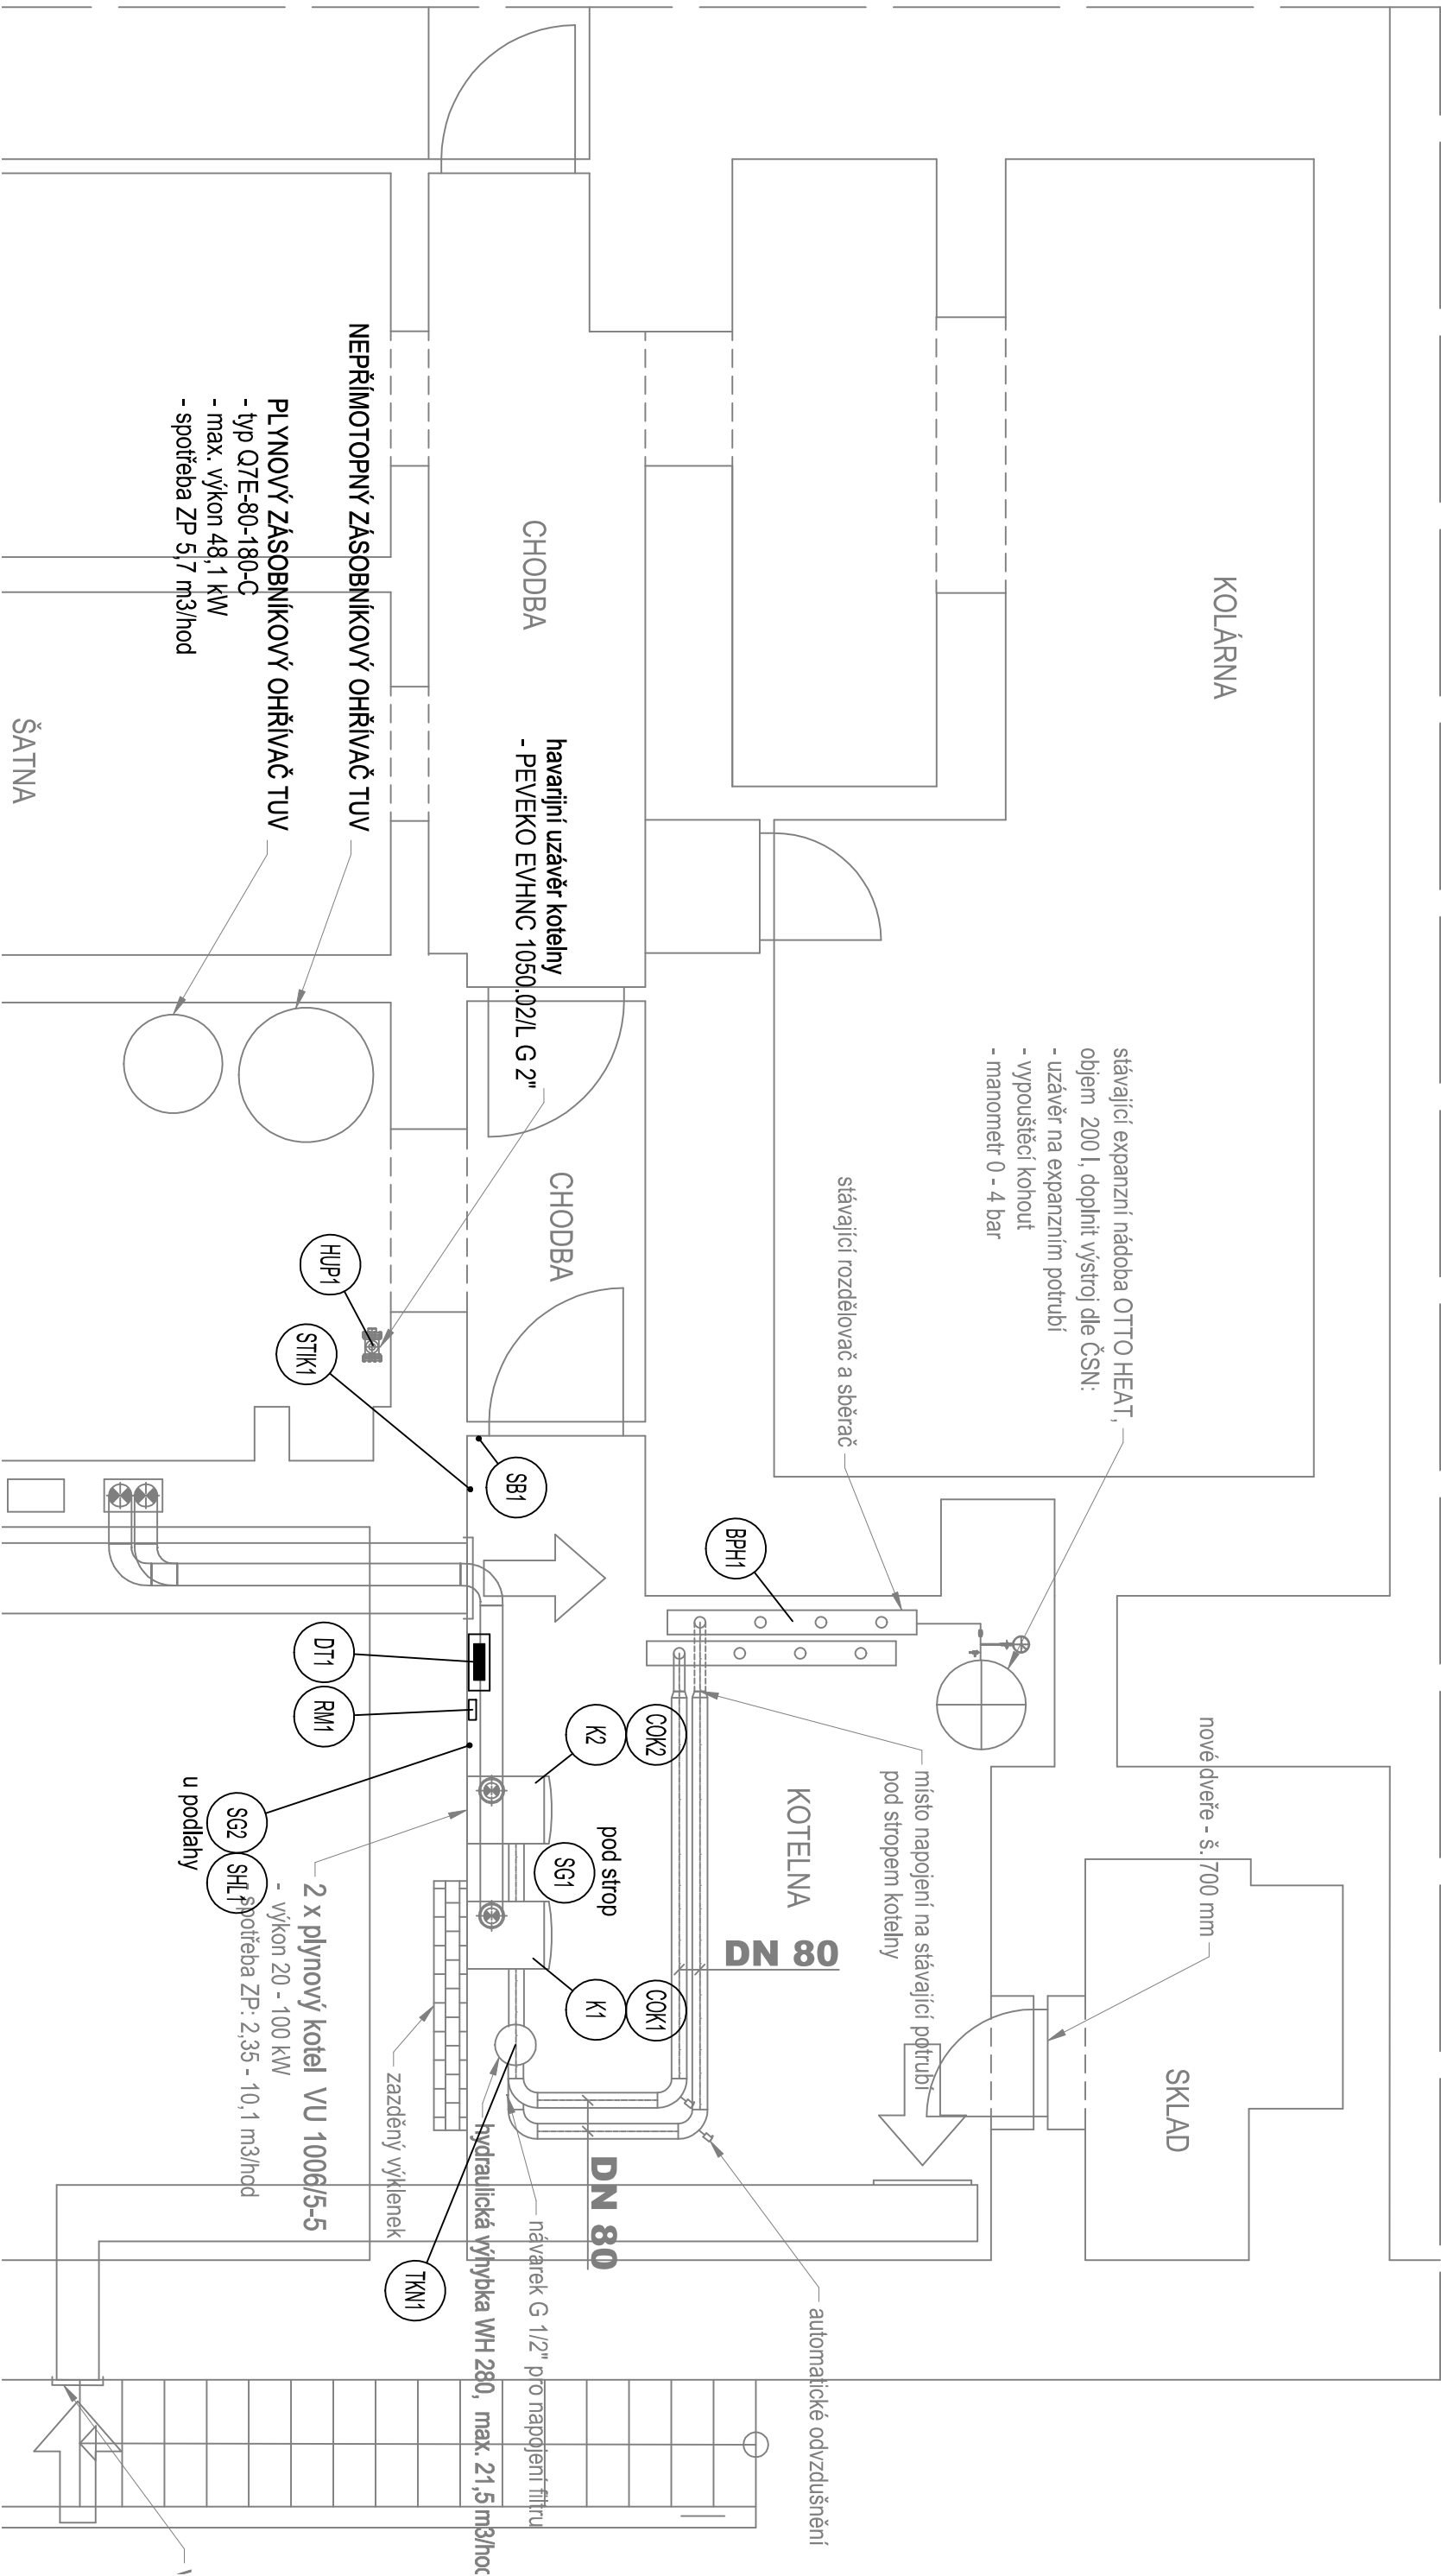 KOLÁRNA
CHODBA
ŠATNA
NEPŘÍMOTOPNÝ ZÁSOBNÍKOVÝ OHŘÍVAČ TUV
PLYNOVÝ ZÁSOBNÍKOVÝ OHŘÍVAČ TUV
- typ Q7E-80-180-C
- max. výkon 48,1 kW
- spotřeba ZP 5,7 m3/hod
havarijní uzávěr kotelny
- PEVEKO EVHNC 1050.02/L G 2"
stávající expanzní nádoba OTTO HEAT,
objem 200 l, doplnit výstroj dle ČSN:
- uzávěr na expanzním potrubí
- vypouštěcí kohout
- manometr 0 - 4 bar
stávající rozdělovač a sběrač
CHODBA
HUP1
STIK1
SB1
BPH1
DT1
RM1
K2
COK2
SG1
pod strop
K1
COK1
SG2
SHL1
u podlahy
KOTELNA
DN 80
nové dveře - š. 700 mm
místo napojení na stávající potrubí
pod stropem kotelny
SKLAD
2 x plynový kotel VU 1006/5-5
- výkon 20 - 100 kW
- spotřeba ZP: 2,35 - 10,1 m3/hod
zazděný výklenek
TKN1
DN 80
hydraulická výhybka WH 280, max. 21,5 m3/hod
návarek G 1/2" pro napojení filtru
automatické odvzdušnění